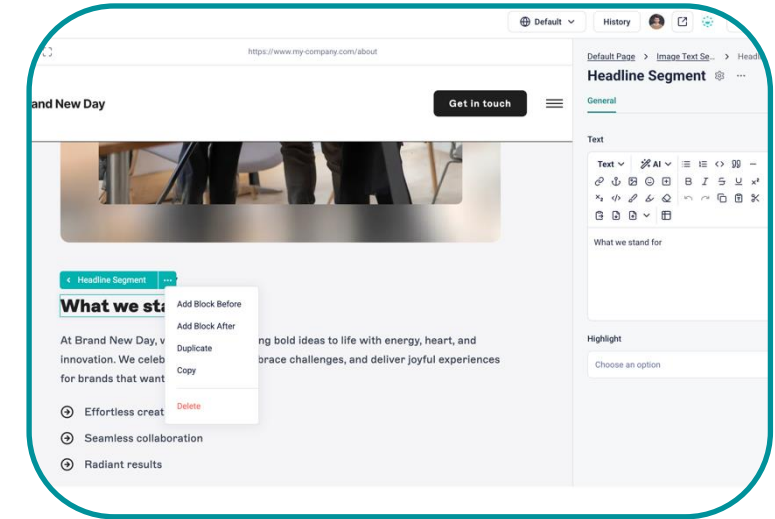 Default
History
https://www.my-company.com/about
Default Page > Image Text Se... >
Headline Segment
and New Day
Get in touch
General
Text
Text
AI
What we stand for
Headline Segment
What we sta
Add Block Before
Add Block After
Duplicate
Copy
Delete
At Brand New Day, ng bold ideas to life with energy, heart, and
innovation. We celeb brace challenges, and deliver joyful experiences
for brands that want
Effortless creat
Seamless collaboration
Radiant results
Highlight
Choose an option